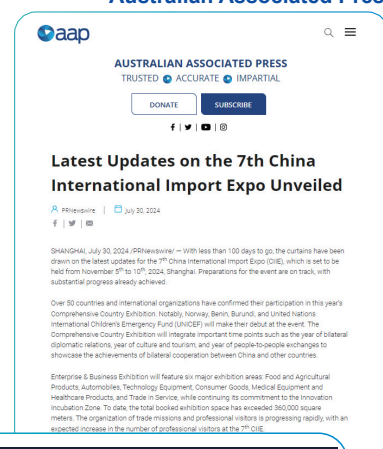 Australian Associated Pres
aap
AUSTRALIAN ASSOCIATED PRESS
TRUSTED ACCURATE IMPARTIAL
DONATE SUBSCRIBE
Latest Updates on the 7th China
International Import Expo Unveiled
PRNewswire | July 30, 2024
SHANGHAI, July 30, 2024 /PRNewswire/ — With less than 100 days to go, the curtains have been
drawn on the latest updates for the 7th China International Import Expo (CIIE), which is set to be
held from November 5th to 10th, 2024, Shanghai. Preparations for the event are on track, with
substantial progress already achieved.
Over 50 countries and international organizations have confirmed their participation in this year's
Comprehensive Country Exhibition. Notably, Norway, Benin, Burundi, and United Nations
International Children's Emergency Fund (UNICEF) will make their debut at the event. The
Comprehensive Country Exhibition will integrate important time points such as the year of bilateral
diplomatic relations, year of culture and tourism, and year of people-to-people exchanges to
showcase the achievements of bilateral cooperation between China and other countries.
Enterprise & Business Exhibition will feature six major exhibition areas: Food and Agricultural
Products, Automobiles, Technology Equipment, Consumer Goods, Medical Equipment and
Healthcare Products, and Trade in Service, while continuing its commitment to the Innovation
Incubation Zone. To date, the total booked exhibition space has exceeded 360,000 square
meters. The organization of trade missions and professional visitors is progressing rapidly, with an
expected increase in the number of professional visitors at the 7th CIIE.